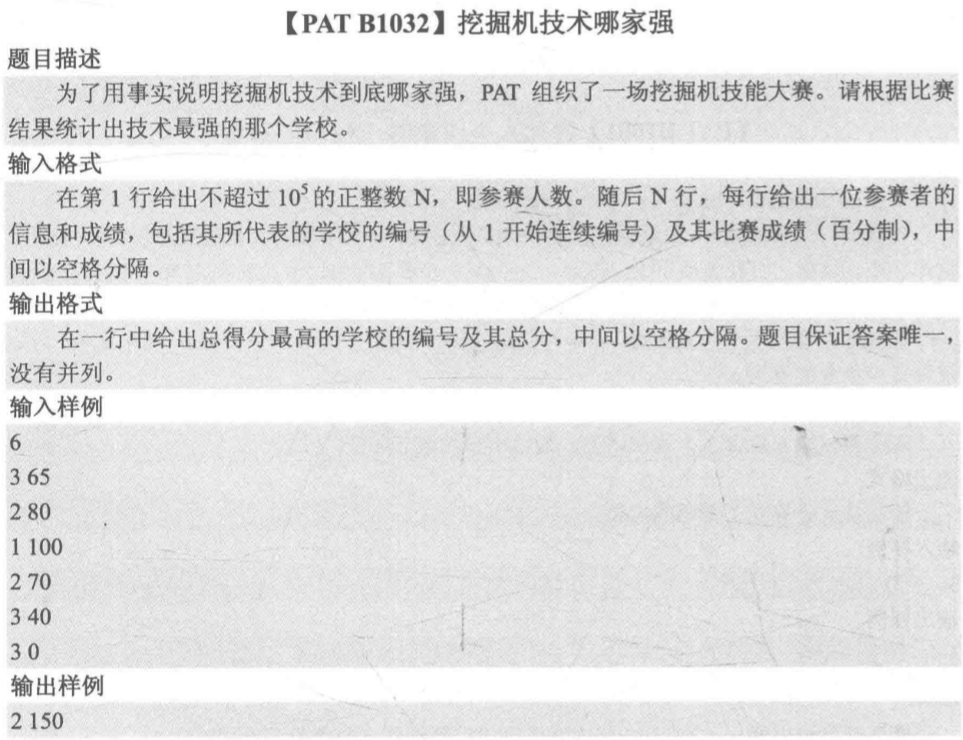 【PAT B1032】挖掘机技术哪家强
题目描述
为了用事实说明挖掘机技术到底哪家强，PAT 组织了一场挖掘机技能大赛。请根据比赛
结果统计出技术最强的那个学校。
输入格式
在第 1 行给出不超过 10⁵ 的正整数 N，即参赛人数。随后 N 行，每行给出一位参赛者的
信息和成绩，包括其所代表的学校的编号（从 1 开始连续编号）及其比赛成绩（百分制），中
间以空格分隔。
输出格式
在一行中给出总得分最高的学校的编号及其总分，中间以空格分隔。题目保证答案唯一，
没有并列。
输入样例
6
3 65
2 80
1 100
2 70
3 40
3 0
输出样例
2 150